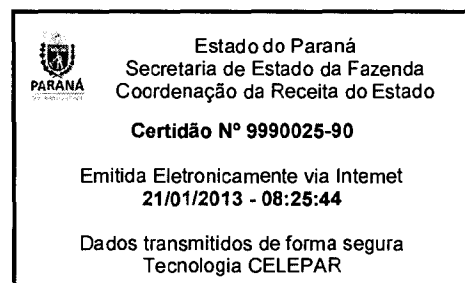 Estado do Paraná
Secretaria de Estado da Fazenda
Coordenação da Receita do Estado
PARANÁ
Certidão Nº 9990025-90
Emitida Eletronicamente via Internet
21/01/2013 - 08:25:44
Dados transmitidos de forma segura
Tecnologia CELEPAR